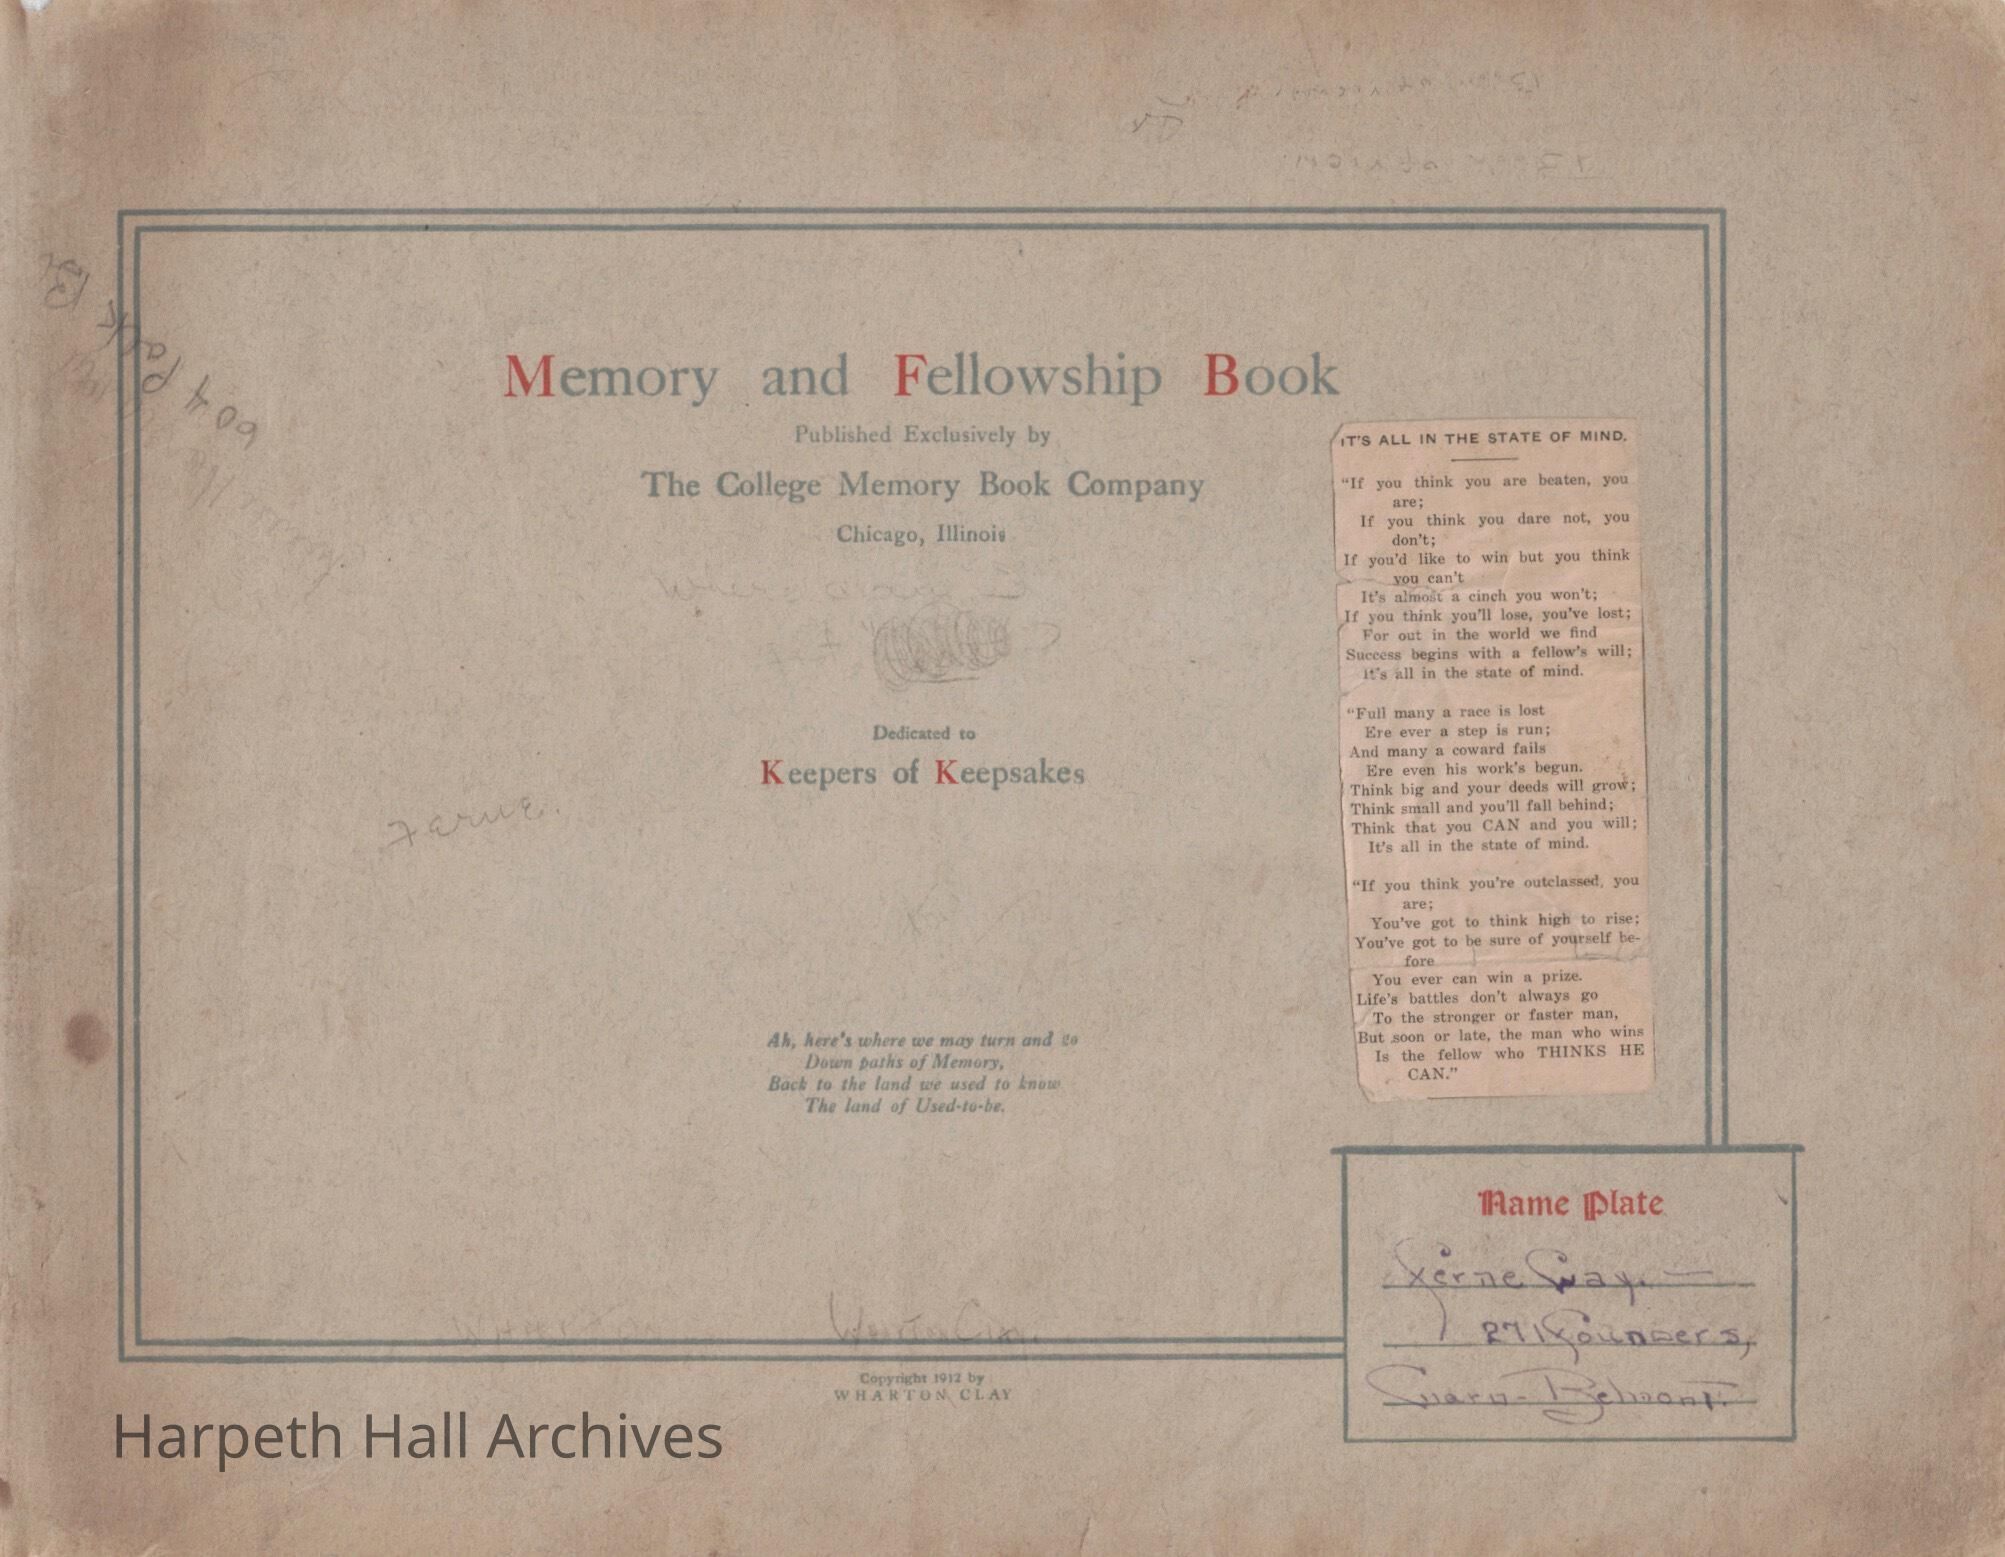 604 Park Pl
Memory and Fellowship Book
Published Exclusively by
The College Memory Book Company
Chicago, Illinois
Dedicated to
Keepers of Keepsakes
Ah, here's where we may turn and go
Down paths of Memory,
Back to the land we used to know
The land of Used-to-be.
IT'S ALL IN THE STATE OF MIND.
"If you think you are beaten, you
are;
If you think you dare not, you
don't;
If you'd like to win but you think
you can't
It's almost a cinch you won't;
If you think you'll lose, you've lost;
For out in the world we find
Success begins with a fellow's will;
It's all in the state of mind.
"Full many a race is lost
Ere ever a step is run;
And many a coward fails
Ere even his work's begun.
Think big and your deeds will grow;
Think small and you'll fall behind;
Think that you CAN and you will;
It's all in the state of mind.
"If you think you're outclassed, you
are;
You've got to think high to rise;
You've got to be sure of yourself be-
fore
You ever can win a prize.
Life's battles don't always go
To the stronger or faster man,
But soon or late, the man who wins
Is the fellow who THINKS HE
CAN."
Name Plate
Ferne Way.
271 Founders,
Ward-Belmont.
Copyright 1912 by
WHARTON CLAY
Harpeth Hall Archives